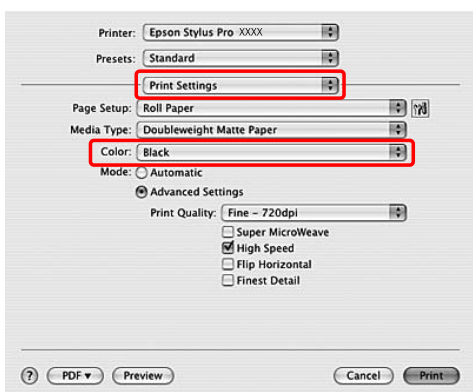 Printer: Epson Stylus Pro XXXX
Presets: Standard
Print Settings
Page Setup: Roll Paper
Media Type: Doubleweight Matte Paper
Color: Black
Mode: Automatic
Advanced Settings
Print Quality: Fine - 720dpi
Super MicroWeave
High Speed
Flip Horizontal
Finest Detail
? PDF ▼ Preview Cancel Print